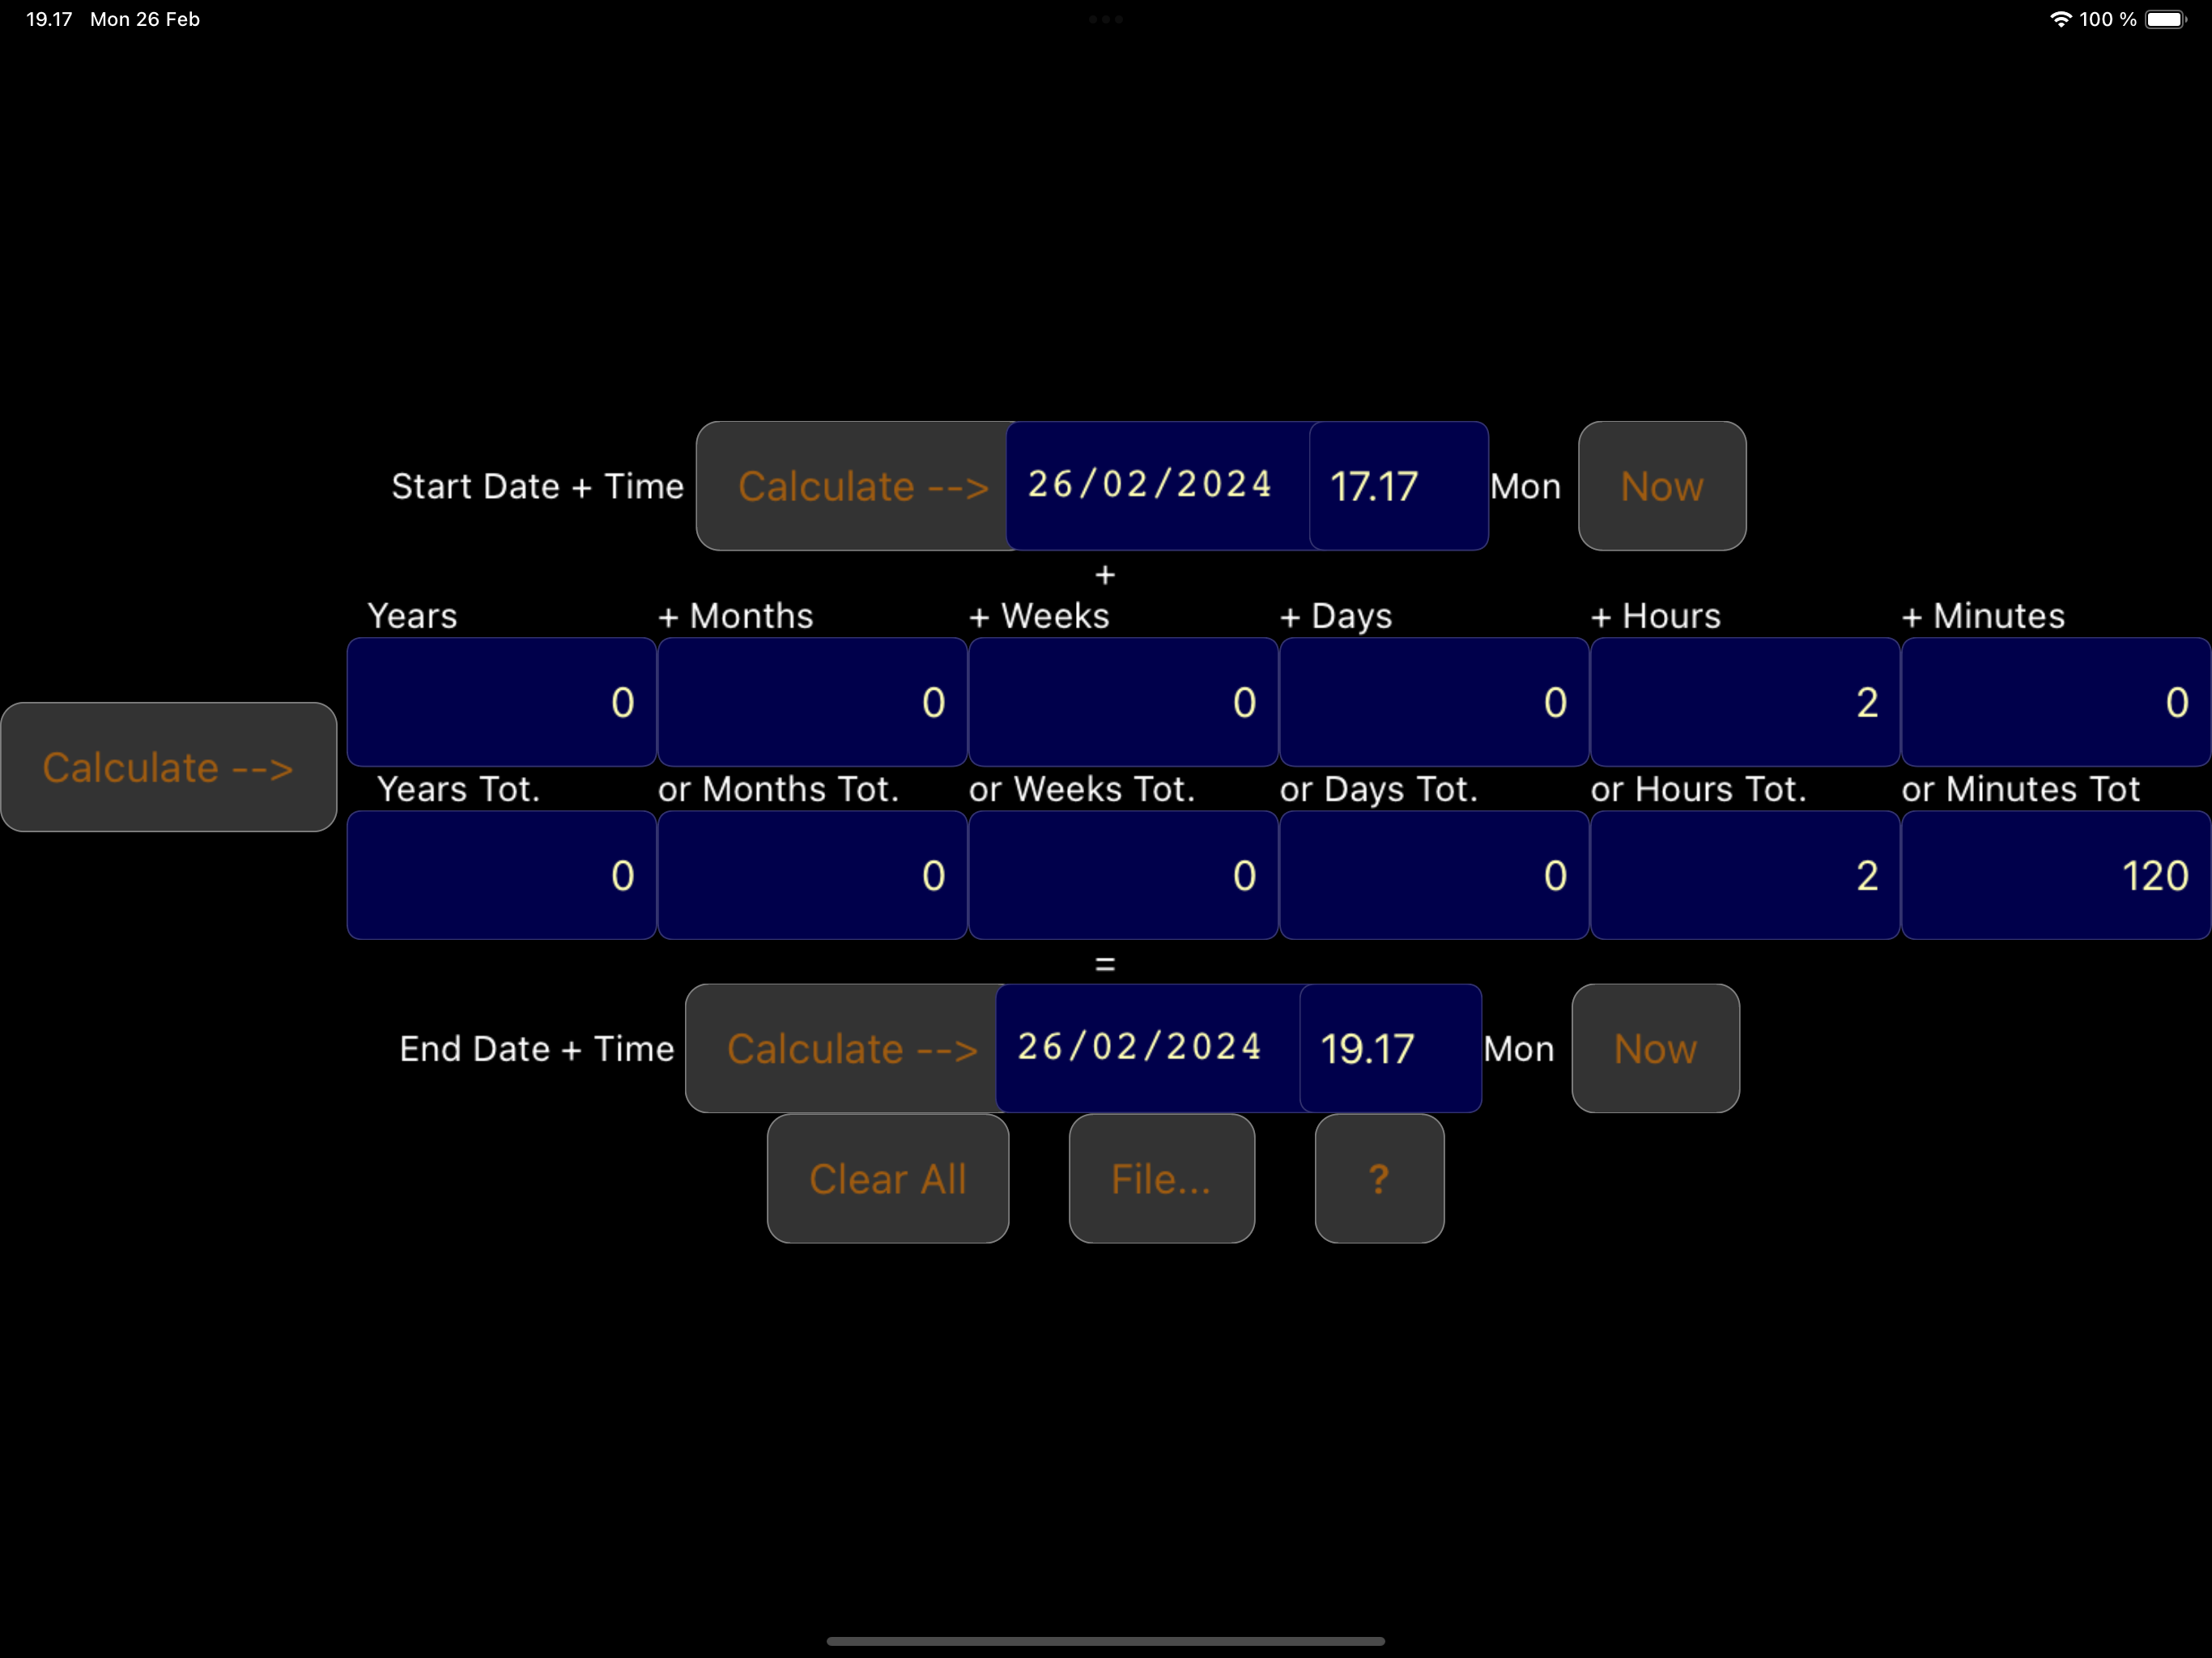 19.17 Mon 26 Feb
100 %
Start Date + Time Calculate --> 26/02/2024 17.17 Mon Now
+
Years + Months + Weeks + Days + Hours + Minutes
0 0 0 0 2 0
Calculate -->
Years Tot. or Months Tot. or Weeks Tot. or Days Tot. or Hours Tot. or Minutes Tot
0 0 0 0 2 120
=
End Date + Time Calculate --> 26/02/2024 19.17 Mon Now
Clear All File... ?